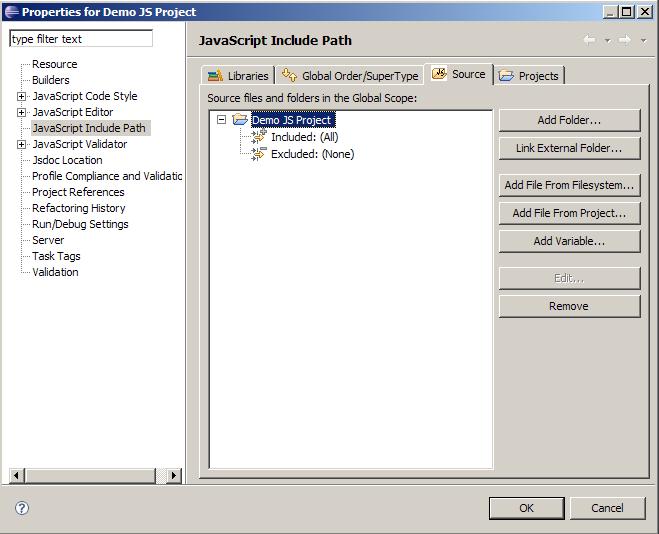 Properties for Demo JS Project
type filter text
Resource
Builders
JavaScript Code Style
JavaScript Editor
JavaScript Include Path
JavaScript Validator
Jsdoc Location
Profile Compliance and Validatic
Project References
Refactoring History
Run/Debug Settings
Server
Task Tags
Validation
JavaScript Include Path
Libraries
Global Order/SuperType
Source
Projects
Source files and folders in the Global Scope:
Demo JS Project
Included: (All)
Excluded: (None)
Add Folder...
Link External Folder...
Add File From Filesystem...
Add File From Project...
Add Variable...
Edit...
Remove
?
OK
Cancel